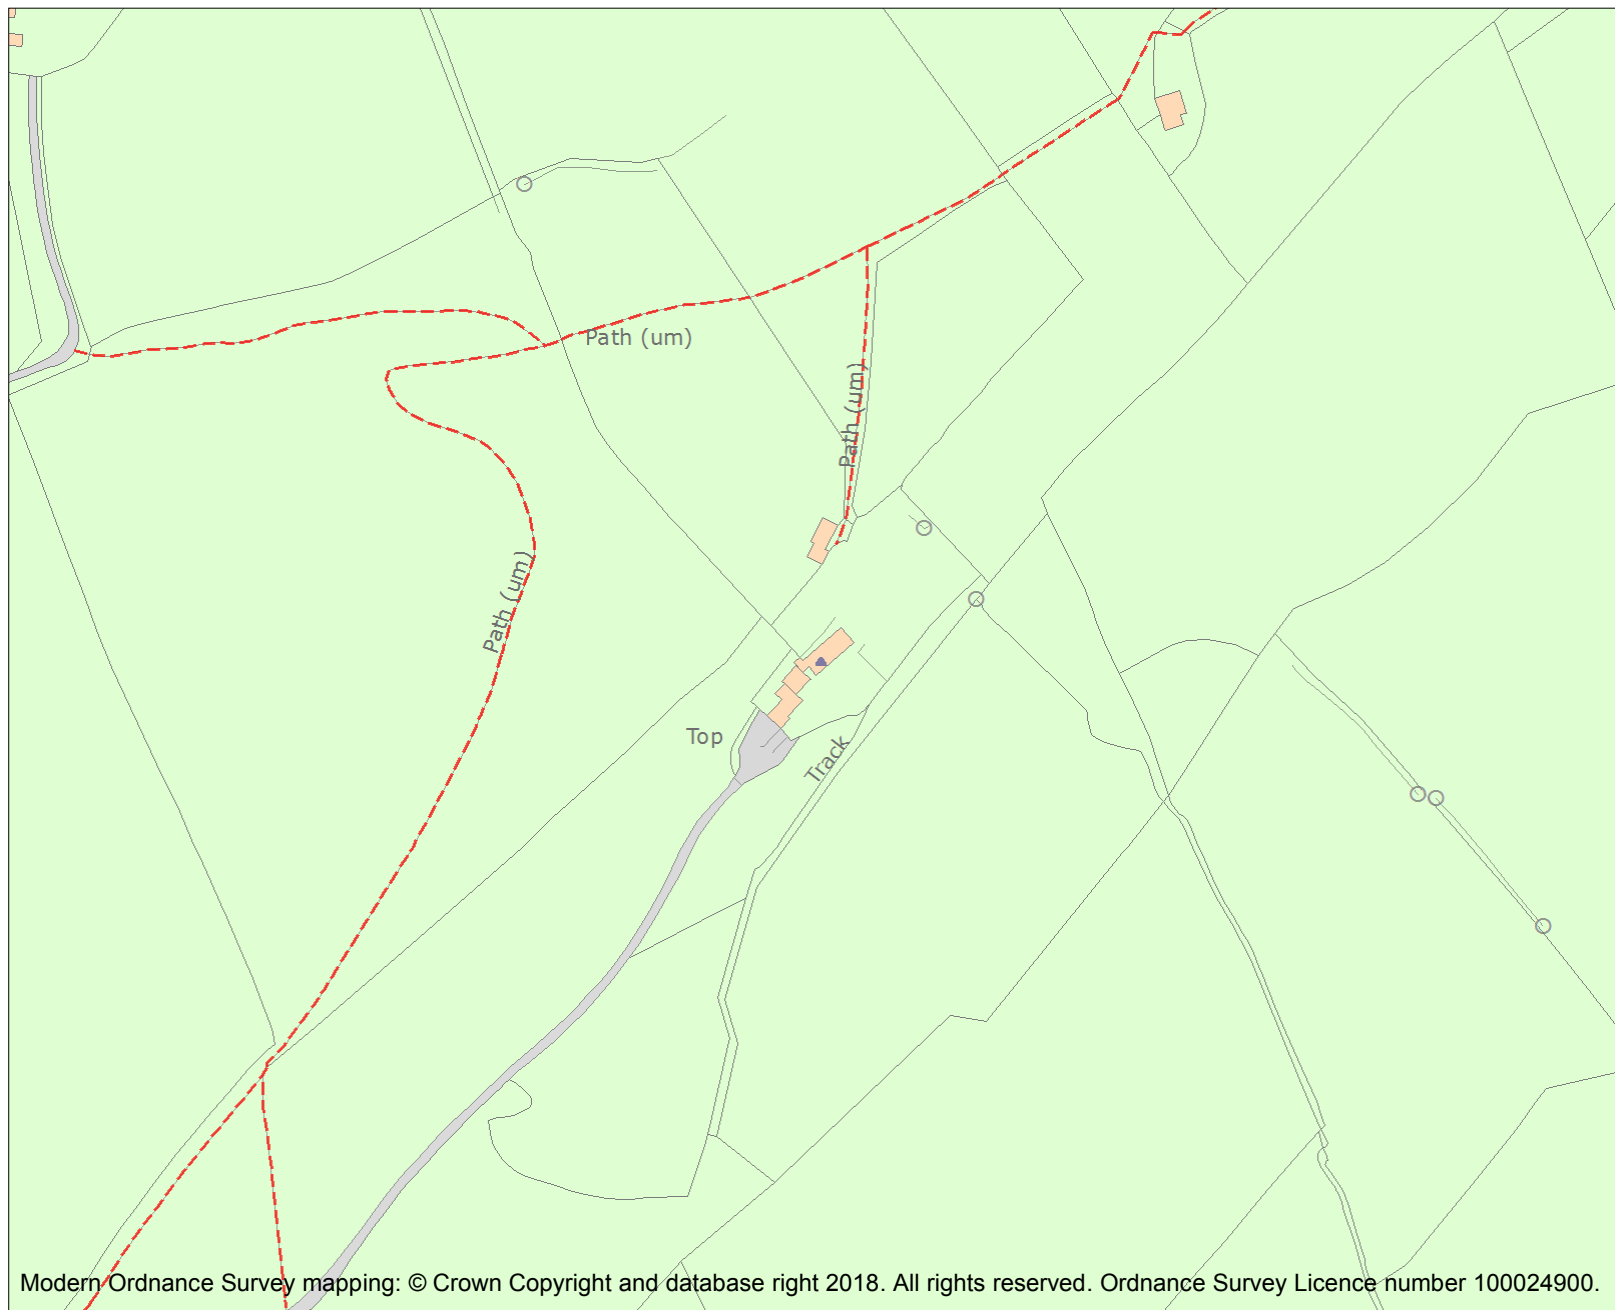 Path (um)
Path (um)
Path (um)
Top
Track
Modern Ordnance Survey mapping: © Crown Copyright and database right 2018. All rights reserved. Ordnance Survey Licence number 100024900.